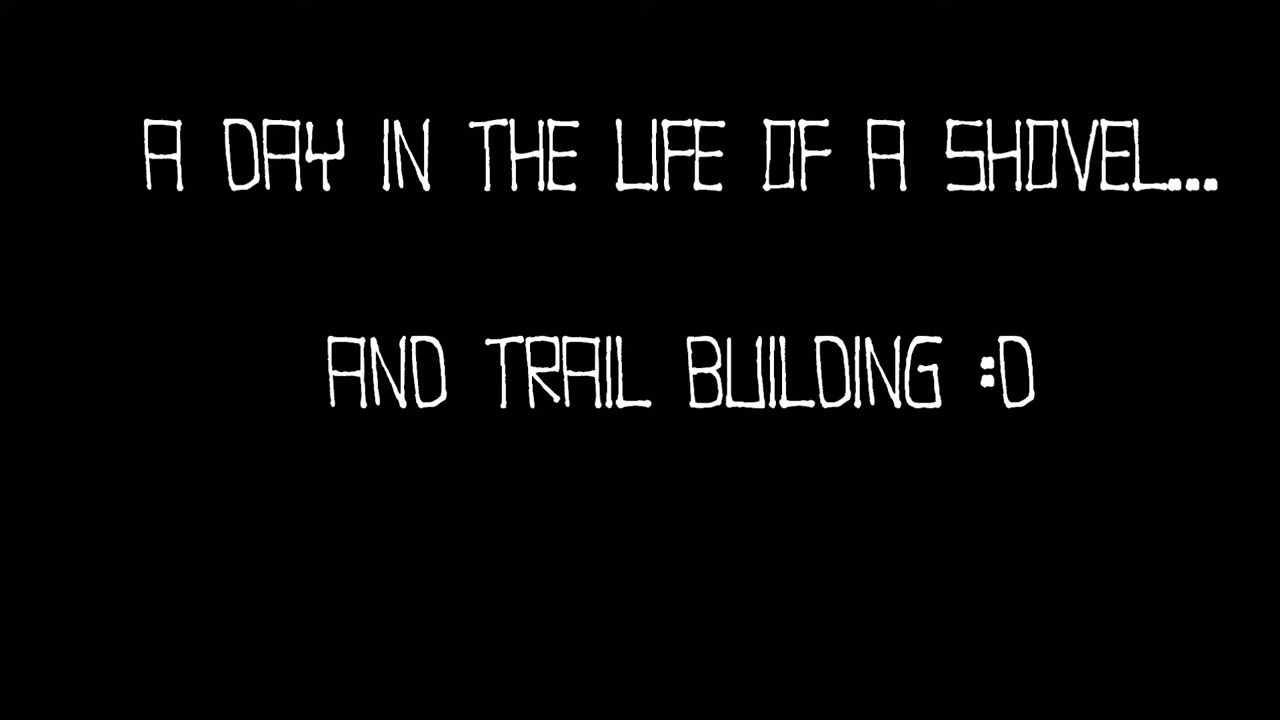 A DAY IN THE LIFE OF A SHOVEL...
AND TRAIL BUILDING :D